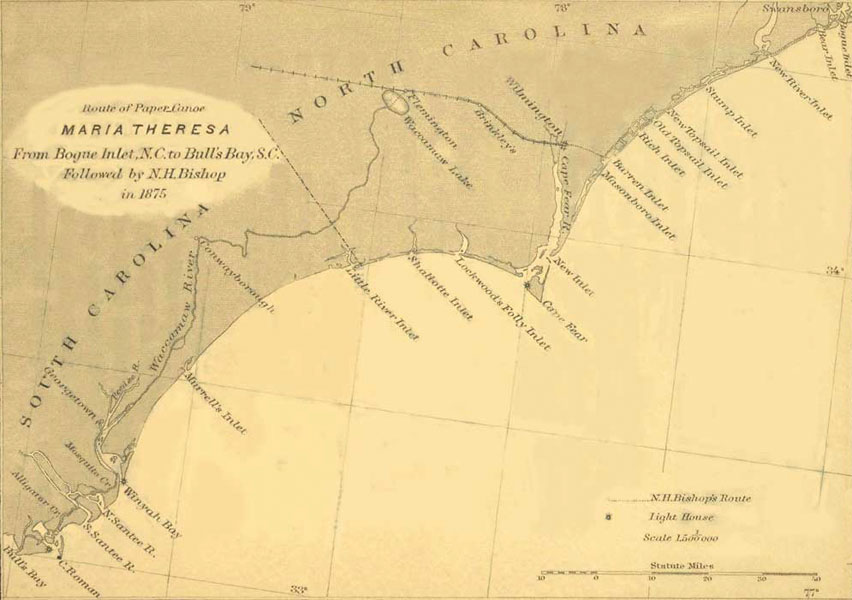 79°
78°
Swansboro
Bogue Inlet
Bear Inlet
NORTH CAROLINA
New River Inlet
Stump Inlet
New Topsail Inlet
Old Topsail Inlet
Rich Inlet
Barren Inlet
Masonboro Inlet
Wilmington
Brinkley's
Flemington
Waccamaw Lake
Cape Fear R.
Route of Paper Canoe
MARIA THERESA
From Bogue Inlet, N.C. to Bull's Bay, S.C.
Followed by N.H. Bishop
in 1875
34°
New Inlet
Cape Fear
Lockwood's Folly Inlet
Shallotte Inlet
Little River Inlet
SOUTH CAROLINA
Conwayborough
Waccamaw River
Murrell's Inlet
Peedee R.
Georgetown
Mosquito Cr.
Winyah Bay
Alligator Cr.
N. Santee R.
S. Santee R.
C. Roman
Bull's Bay
33°
N.H. Bishop's Route
Light House
Scale 1,500'000
Statute Miles
10 0 10 20 30 40
77°